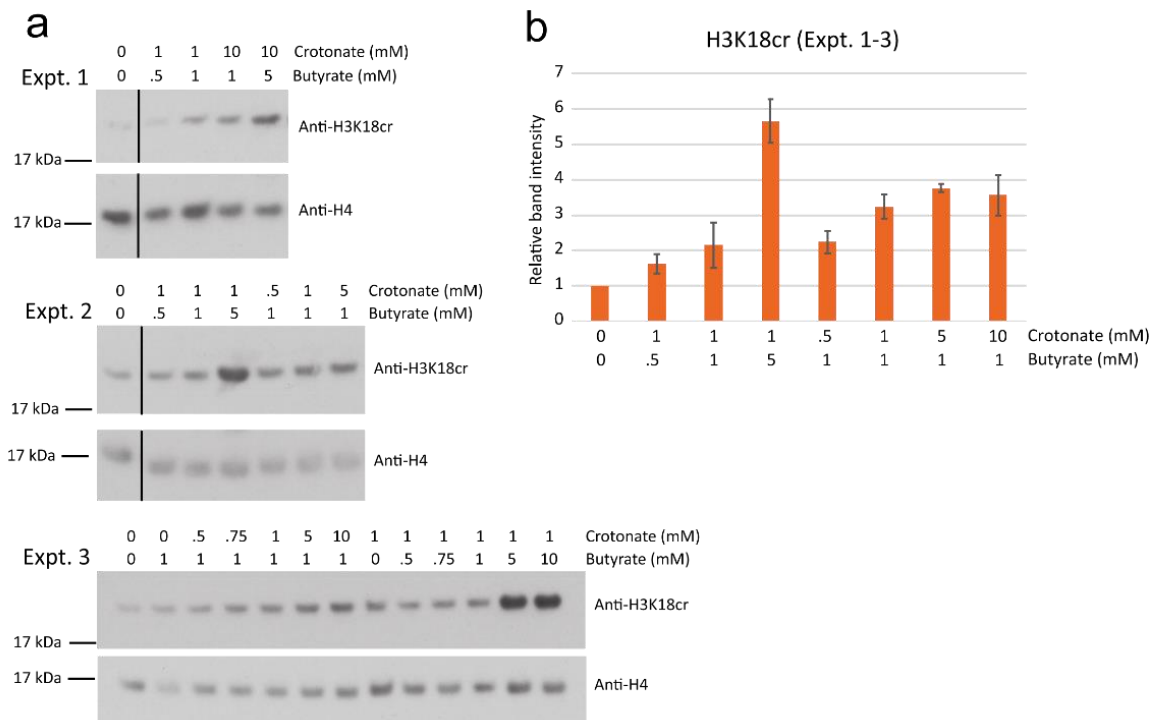 a
0 1 1 10 10 Crotonate (mM)
Expt. 1 0 .5 1 1 5 Butyrate (mM)
Anti-H3K18cr
17 kDa
Anti-H4
17 kDa
0 1 1 1 .5 1 5 Crotonate (mM)
Expt. 2 0 .5 1 5 1 1 1 Butyrate (mM)
Anti-H3K18cr
17 kDa
17 kDa
Anti-H4
0 0 .5 .75 1 5 10 1 1 1 1 1 1 Crotonate (mM)
Expt. 3 0 1 1 1 1 1 1 0 .5 .75 1 5 10 Butyrate (mM)
Anti-H3K18cr
17 kDa
17 kDa
Anti-H4
b
H3K18cr (Expt. 1-3)
Relative band intensity
7
6
5
4
3
2
1
0
0 1 1 1 .5 1 5 10 Crotonate (mM)
0 .5 1 5 1 1 1 1 Butyrate (mM)